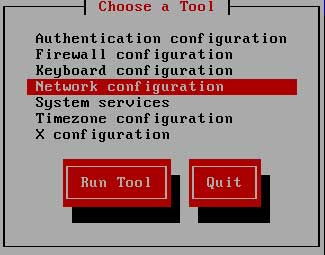 Choose a Tool
Authentication configuration
Firewall configuration
Keyboard configuration
Network configuration
System services
Timezone configuration
X configuration
Run Tool
Quit